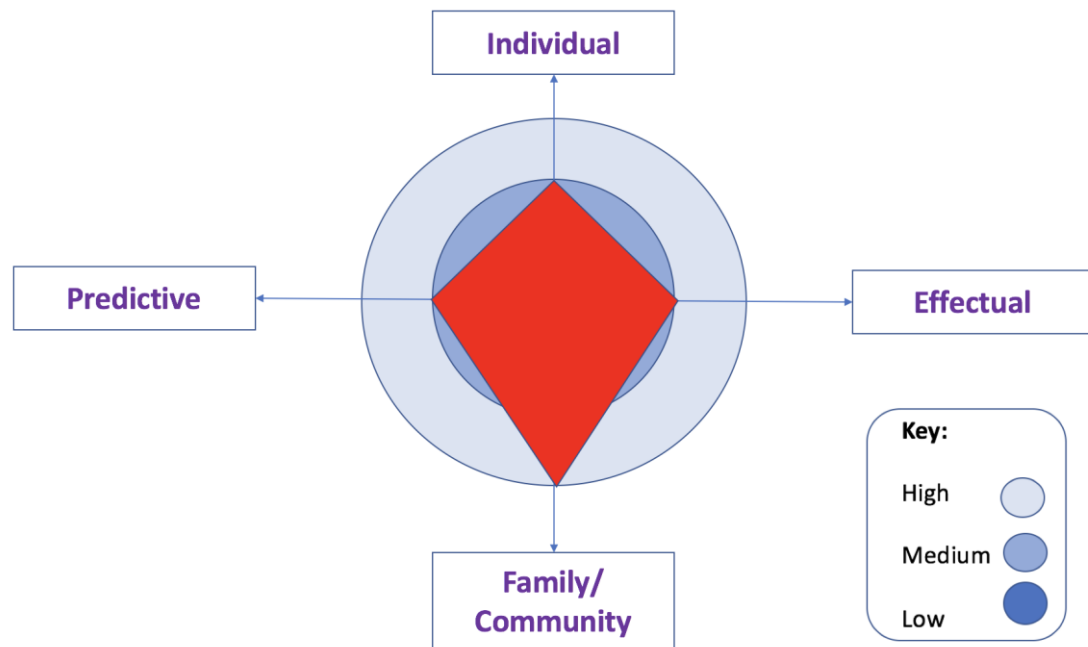 Individual
Predictive
Effectual
Family/
Community
Key:
High
Medium
Low